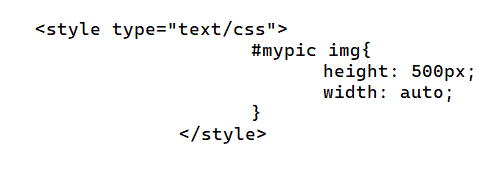 <style type="text/css">
#mypic img{
height: 500px;
width: auto;
}
</style>